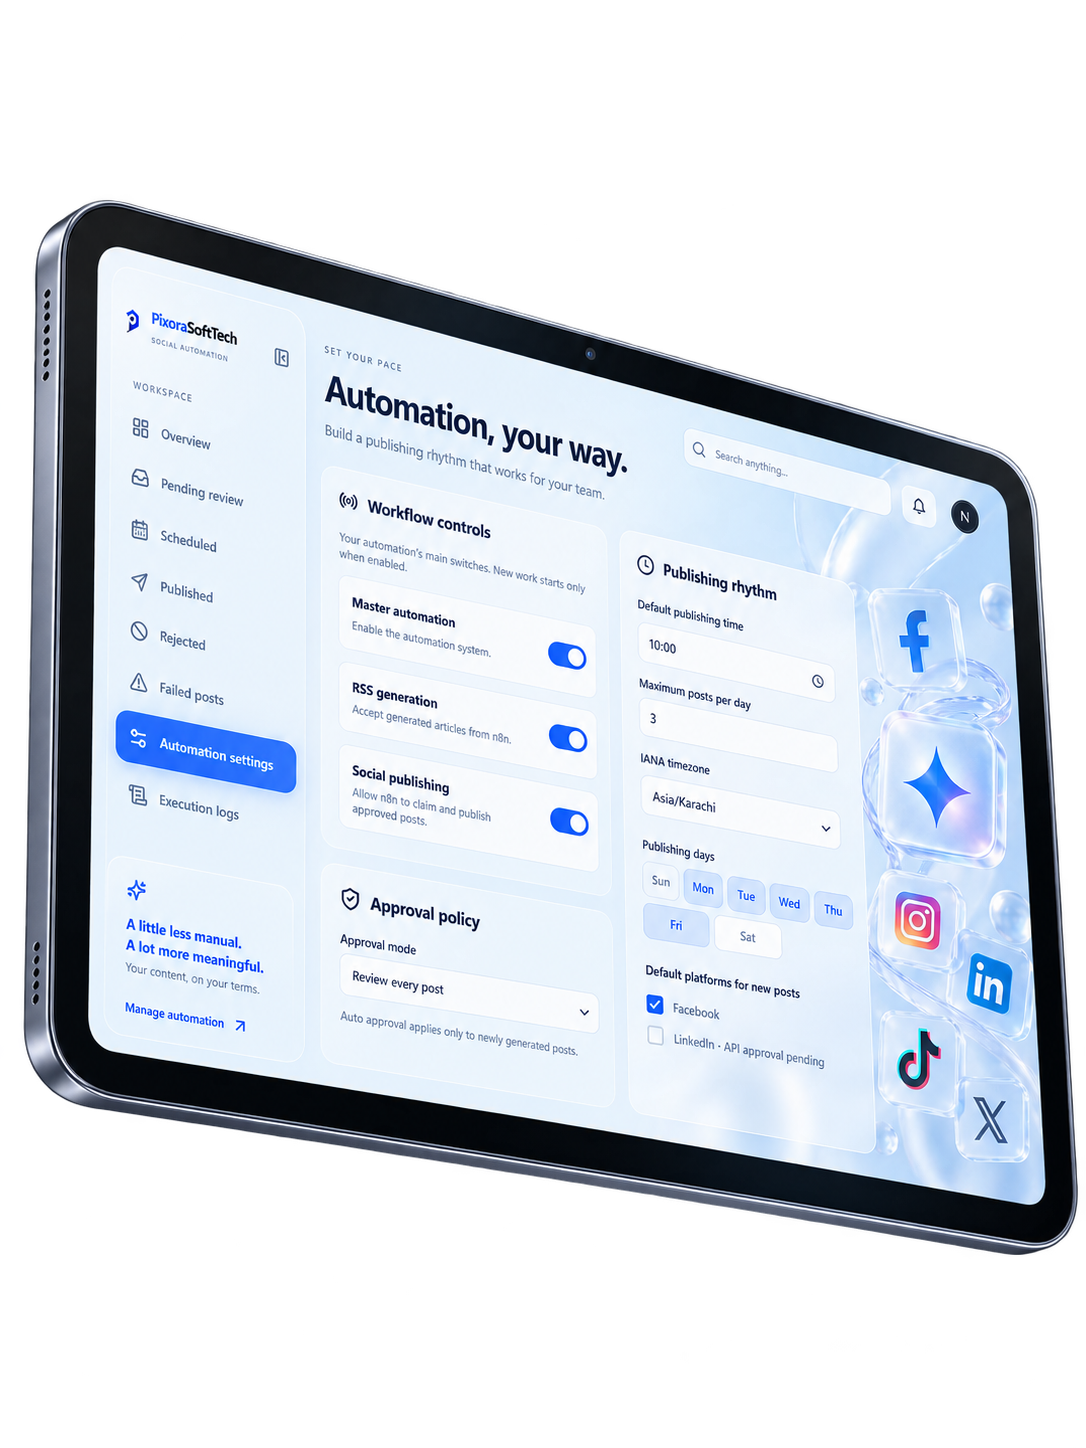 PixoraSoftTech
SOCIAL AUTOMATION
WORKSPACE
Overview
Pending review
Scheduled
Published
Rejected
Failed posts
Automation settings
Execution logs
A little less manual.
A lot more meaningful.
Your content, on your terms.
Manage automation
SET YOUR PACE
Automation, your way.
Build a publishing rhythm that works for your team.
Search anything...
N
Workflow controls
Your automation's main switches. New work starts only
when enabled.
Master automation
Enable the automation system.
RSS generation
Accept generated articles from n8n.
Social publishing
Allow n8n to claim and publish
approved posts.
Approval policy
Approval mode
Review every post
Auto approval applies only to newly generated posts.
Publishing rhythm
Default publishing time
10:00
Maximum posts per day
3
IANA timezone
Asia/Karachi
Publishing days
Sun Mon Tue Wed Thu
Fri Sat
Default platforms for new posts
Facebook
LinkedIn · API approval pending
f
in
X